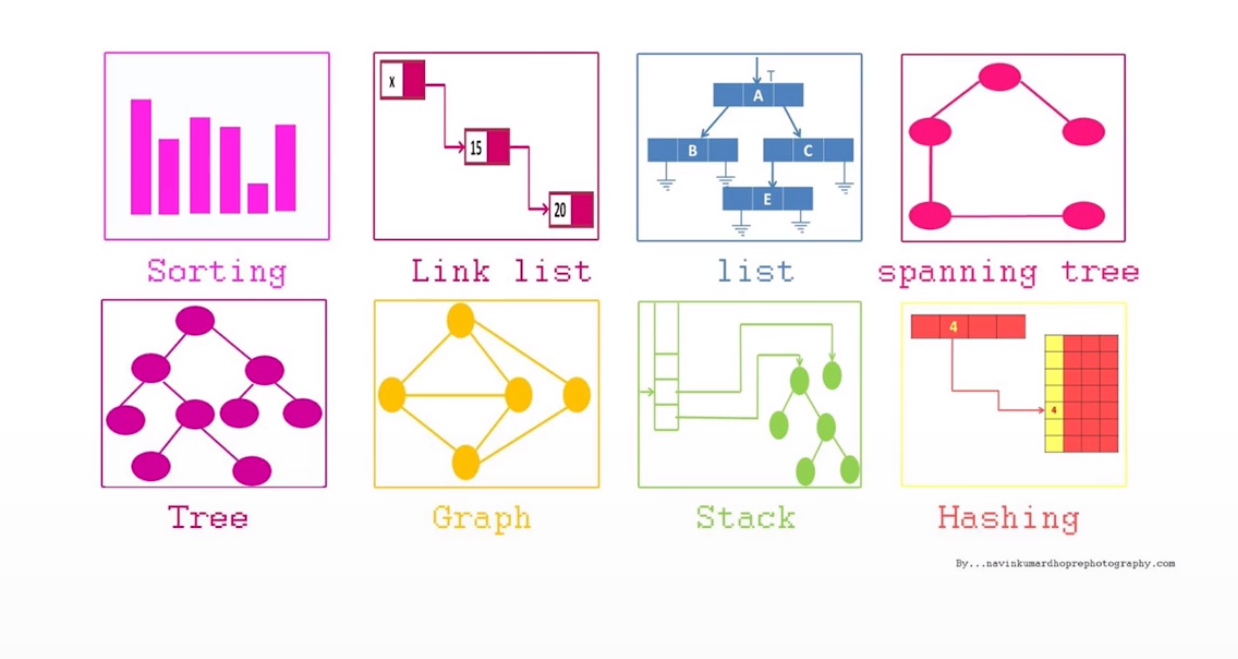 x
15
20
T
A
B
C
E
Sorting
Link list
list
spanning tree
4
4
Tree
Graph
Stack
Hashing
By...navinkumardhoprephotography.com